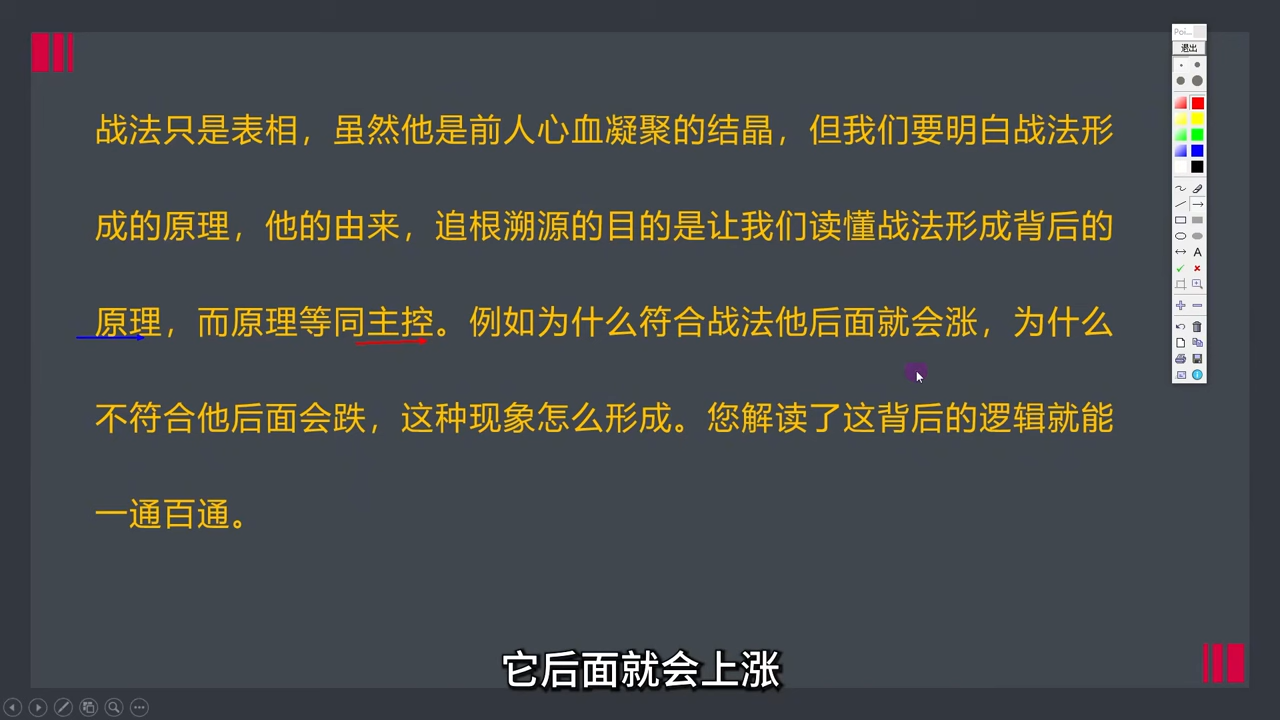 战法只是表相，虽然他是前人心血凝聚的结晶，但我们要明白战法形
成的原理，他的由来，追根溯源的目的是让我们读懂战法形成背后的
原理，而原理等同主控。例如为什么符合战法他后面就会涨，为什么
不符合他后面会跌，这种现象怎么形成。您解读了这背后的逻辑就能
一通百通。
它后面就会上涨
Poi...
退出
A